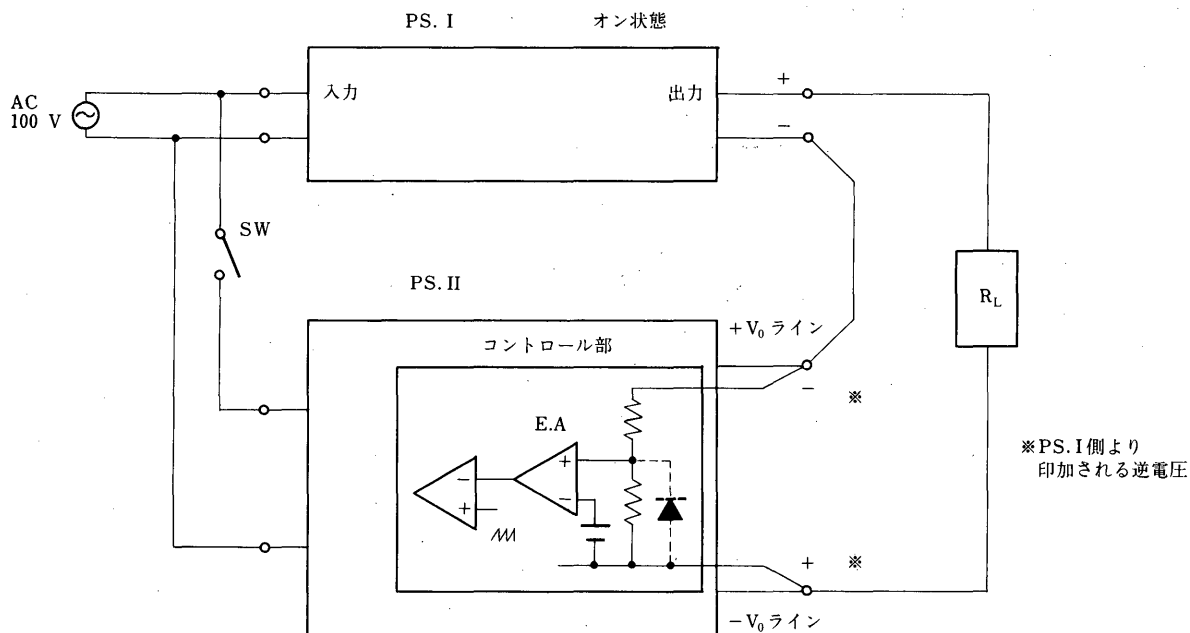 PS. I オン状態
AC
100 V
入力
出力
+
−
SW
PS. II
+V₀ ライン
コントロール部
− ※
E.A
+
−
−
+
R_L
※PS. I 側より
印加される逆電圧
+ ※
−V₀ ライン